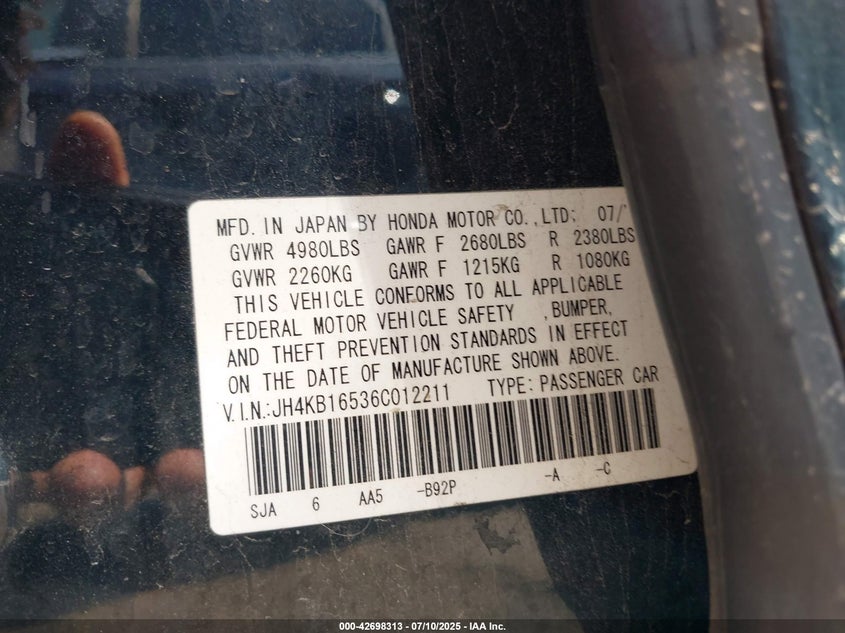 MFD. IN JAPAN BY HONDA MOTOR CO., LTD: 07/
GVWR 4980LBS GAWR F 2680LBS R 2380LBS
GVWR 2260KG GAWR F 1215KG R 1080KG
THIS VEHICLE CONFORMS TO ALL APPLICABLE
FEDERAL MOTOR VEHICLE SAFETY ,BUMPER,
AND THEFT PREVENTION STANDARDS IN EFFECT
ON THE DATE OF MANUFACTURE SHOWN ABOVE.
V.I.N.:JH4KB16536C012211 TYPE: PASSENGER CAR
SJA 6 AA5 -B92P -A -C
000-42698313 - 07/10/2025 - IAA Inc.